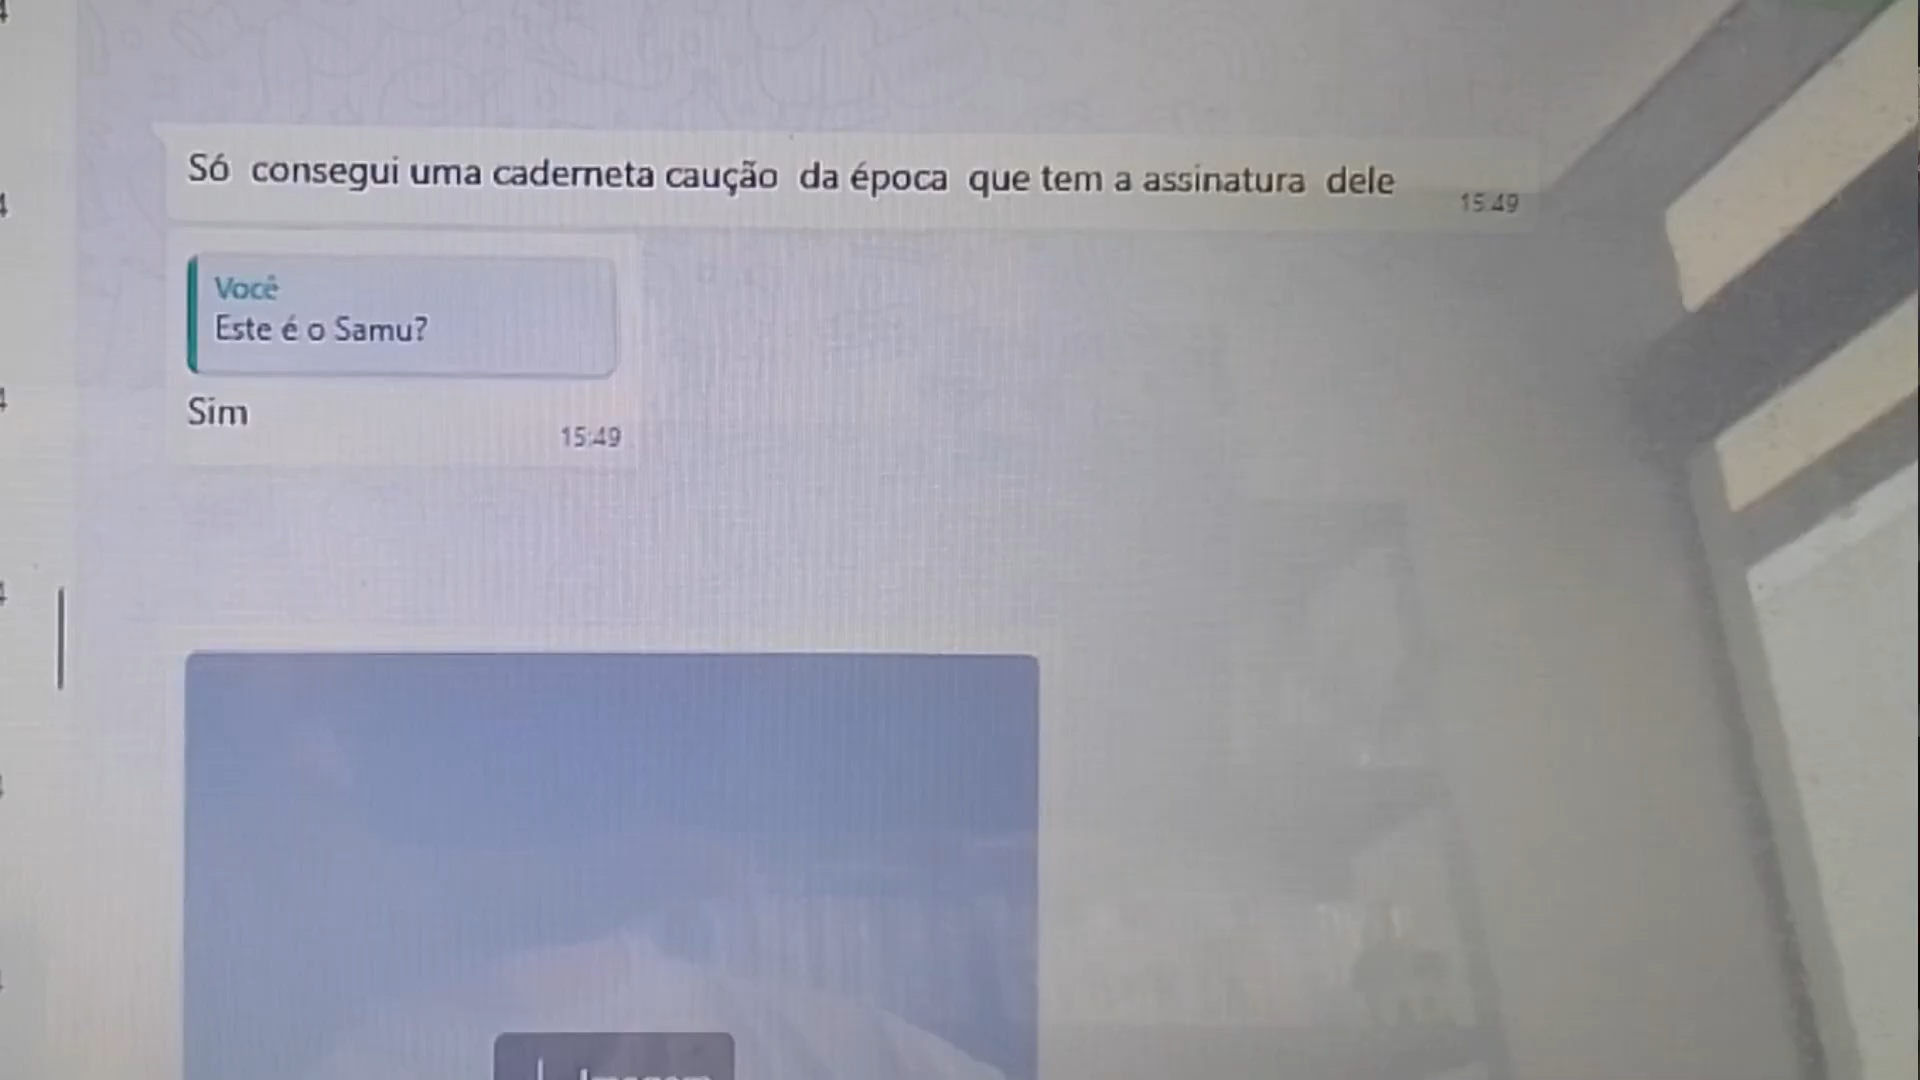 Só consegui uma caderneta caução da época que tem a assinatura dele
15:49
Você
Este é o Samu?
Sim
15:49
Imagem